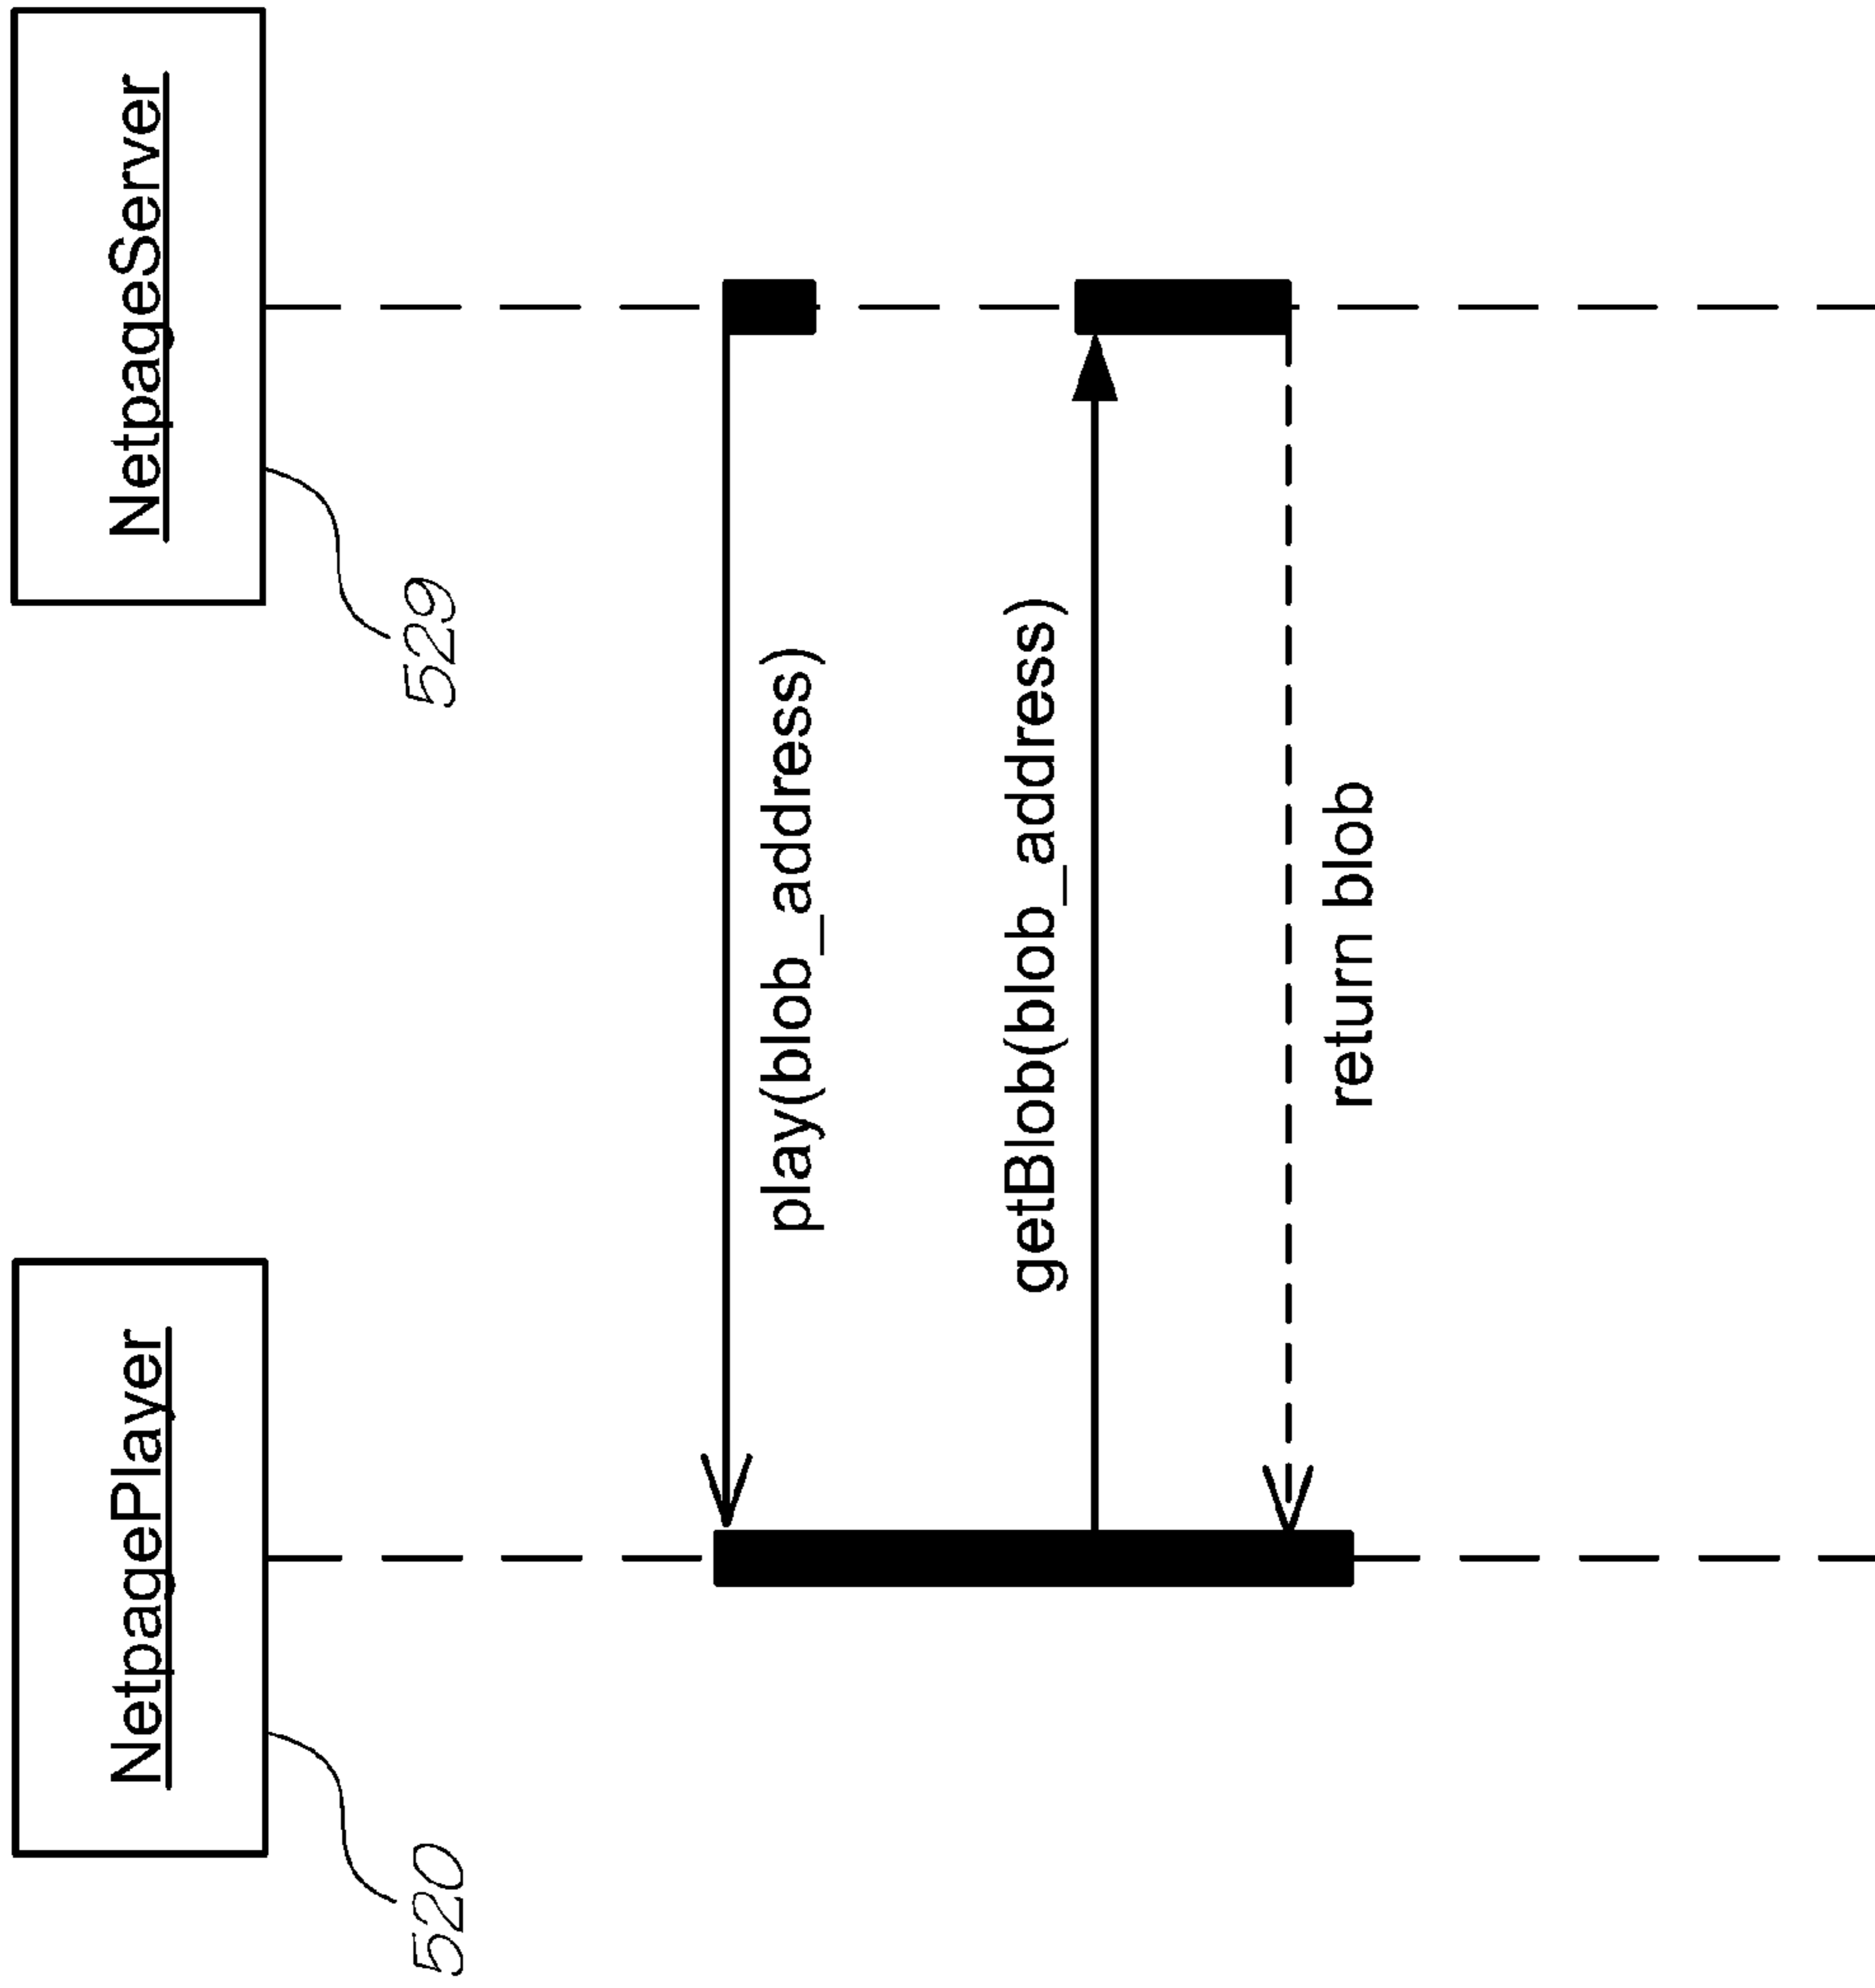 NetpagePlayer
NetpageServer
520
529
play(blob_address)
getBlob(blob_address)
return blob